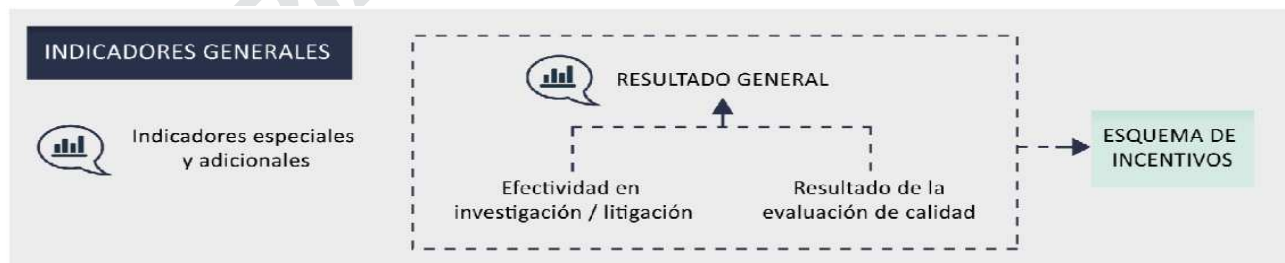 INDICADORES GENERALES
Indicadores especiales
y adicionales
RESULTADO GENERAL
Efectividad en
investigación / litigación
Resultado de la
evaluación de calidad
ESQUEMA DE
INCENTIVOS